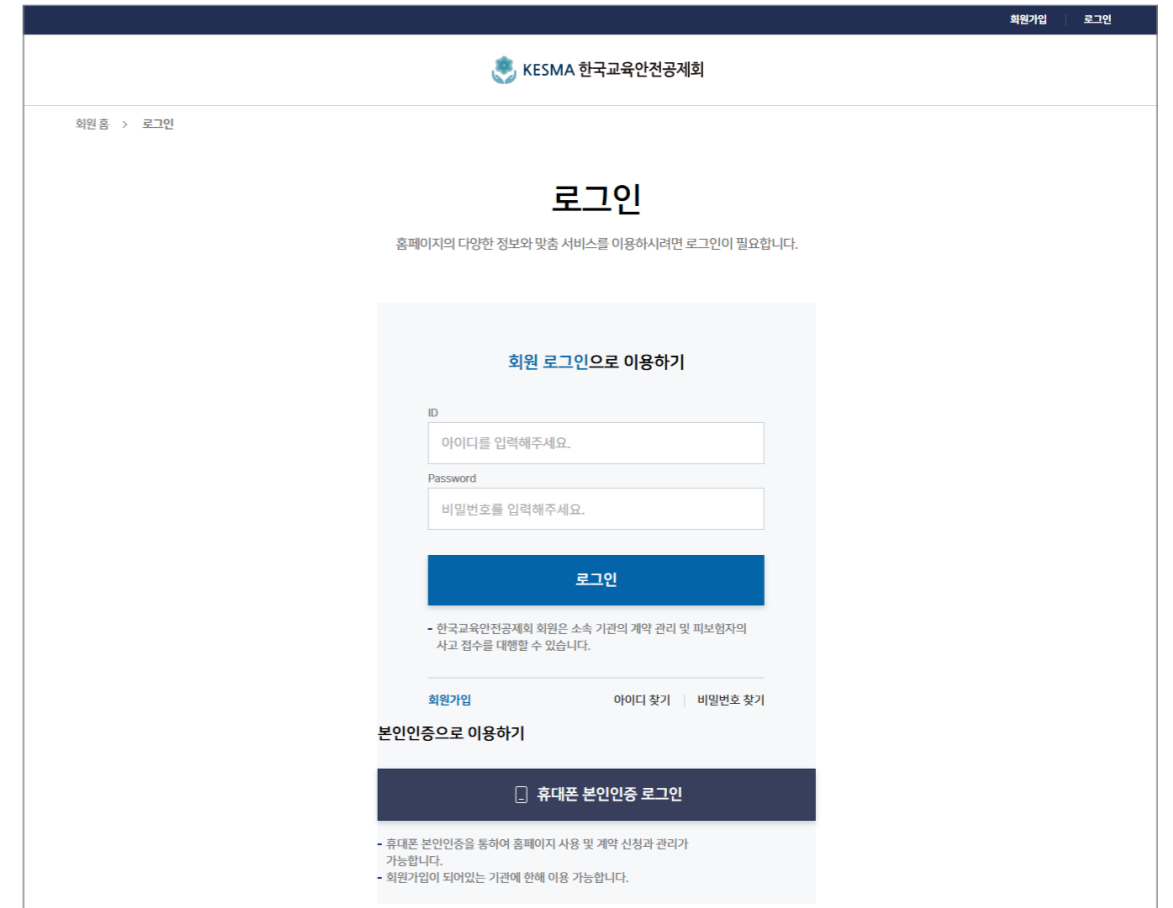 회원가입 로그인
KESMA 한국교육안전공제회
회원 홈 > 로그인
로그인
홈페이지의 다양한 정보와 맞춤 서비스를 이용하시려면 로그인이 필요합니다.
회원 로그인으로 이용하기
ID
아이디를 입력해주세요.
Password
비밀번호를 입력해주세요.
로그인
- 한국교육안전공제회 회원은 소속 기관의 계약 관리 및 피보험자의
사고 접수를 대행할 수 있습니다.
회원가입 아이디 찾기 | 비밀번호 찾기
본인인증으로 이용하기
휴대폰 본인인증 로그인
- 휴대폰 본인인증을 통하여 홈페이지 사용 및 계약 신청과 관리가
가능합니다.
- 회원가입이 되어있는 기관에 한해 이용 가능합니다.